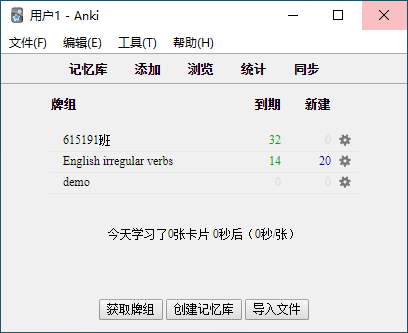 用户1 - Anki
文件(F) 编辑(E) 工具(T) 帮助(H)
记忆库 添加 浏览 统计 同步
牌组 到期 新建
615191班 32 0
English irregular verbs 14 20
demo 0 0
今天学习了0张卡片 0秒后（0秒/张）
获取牌组 创建记忆库 导入文件